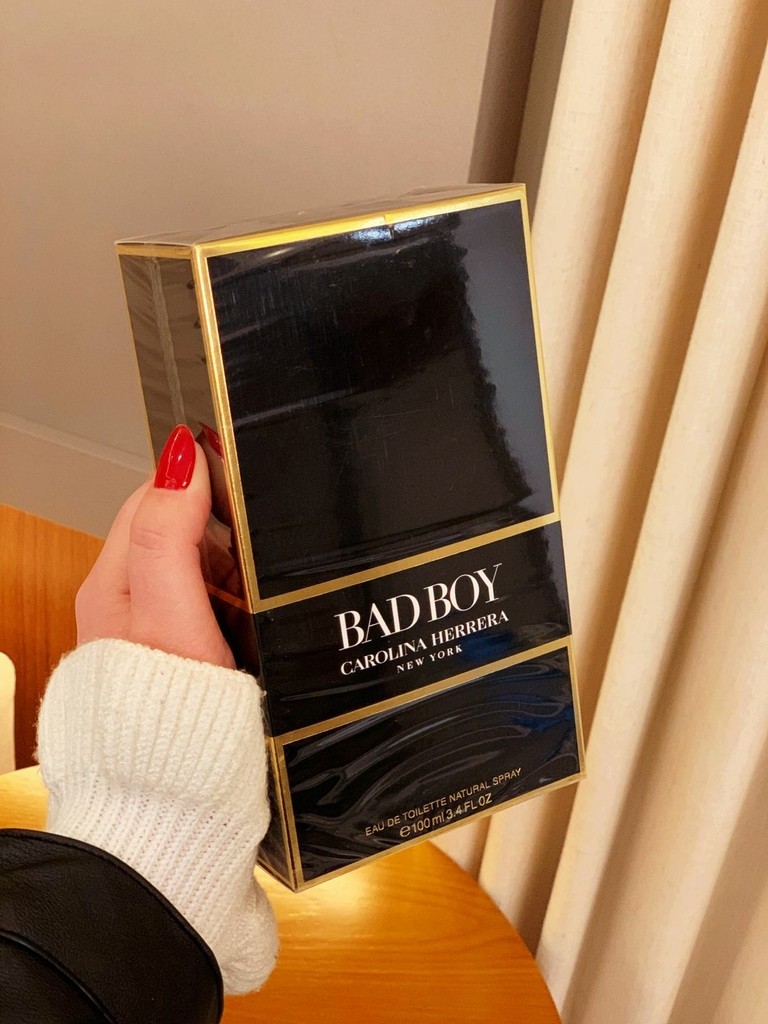 BAD BOY
CAROLINA HERRERA
NEW YORK
EAU DE TOILETTE NATURAL SPRAY
℮100 ml 3.4 FL OZ